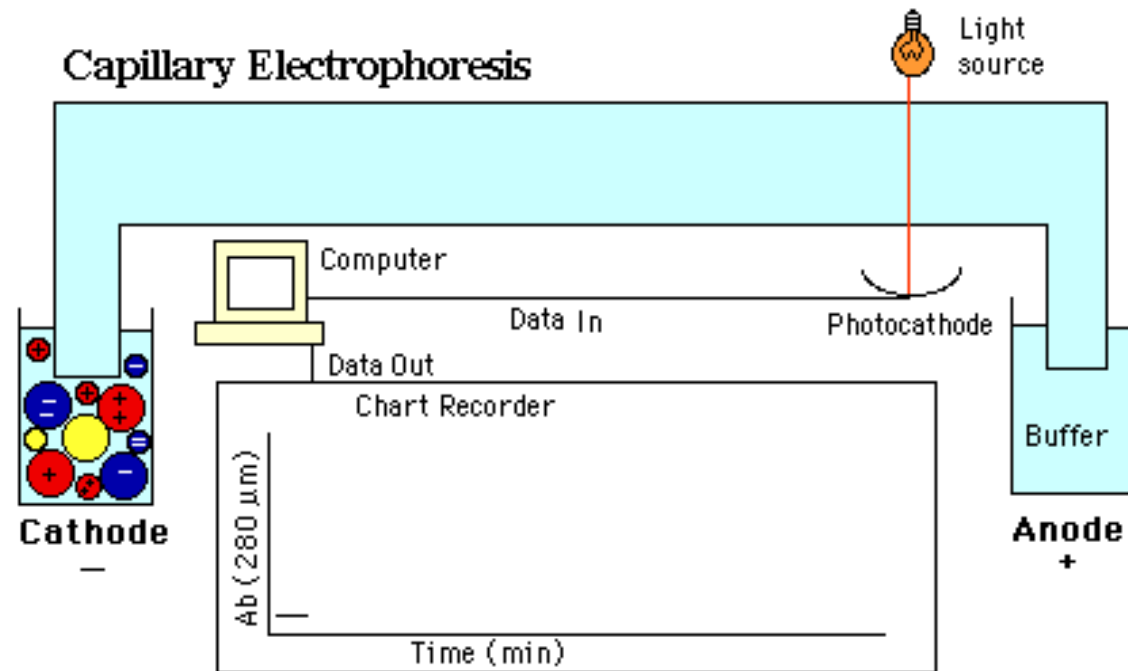 Capillary Electrophoresis
Light
source
Computer
Data In
Photocathode
Data Out
Chart Recorder
Buffer
Ab (280 µm)
Time (min)
Cathode
—
Anode
+